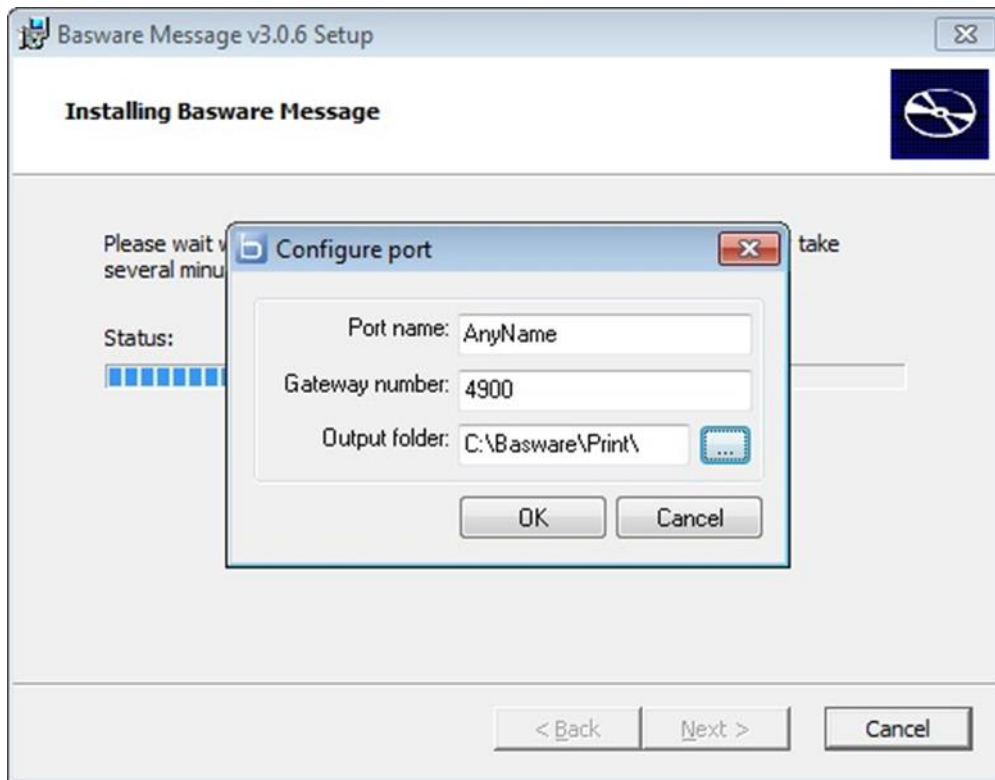 Basware Message v3.0.6 Setup
Installing Basware Message
Please wait take
several
Configure port
Port name: AnyName
Gateway number: 4900
Output folder: C:\Basware\Print\ ...
OK Cancel
Status:
< Back Next > Cancel